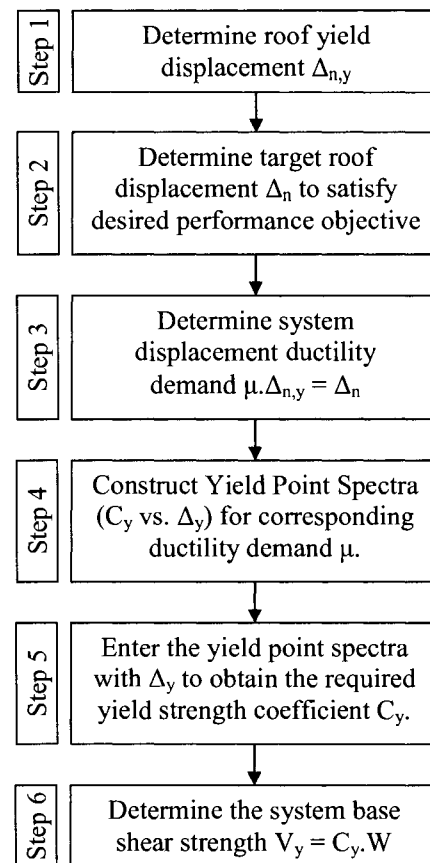 Step 1
Determine roof yield
displacement Δn,y
Step 2
Determine target roof
displacement Δn to satisfy
desired performance objective
Step 3
Determine system
displacement ductility
demand μ.Δn,y = Δn
Step 4
Construct Yield Point Spectra
(Cy vs. Δy) for corresponding
ductility demand μ.
Step 5
Enter the yield point spectra
with Δy to obtain the required
yield strength coefficient Cy.
Step 6
Determine the system base
shear strength Vy = Cy.W